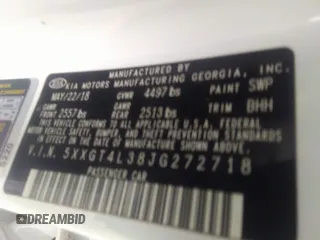 MANUFACTURED BY
KIA MOTORS MANUFACTURING GEORGIA, INC.
MAY/22/18 GVWR 4497 lbs PAINT SWP
GAWR FRONT 2557 lbs GAWR REAR 2513 lbs TRIM BHH
THIS VEHICLE CONFORMS TO ALL APPLICABLE
U.S.A. FEDERAL MOTOR VEHICLE SAFETY, BUMPER,
AND THEFT PREVENTION STANDARDS IN EFFECT
ON THE DATE OF MANUFACTURE SHOWN ABOVE.
V.I.N. 5XXGT4L38JG272718
PASSENGER CAR
DREAMBID